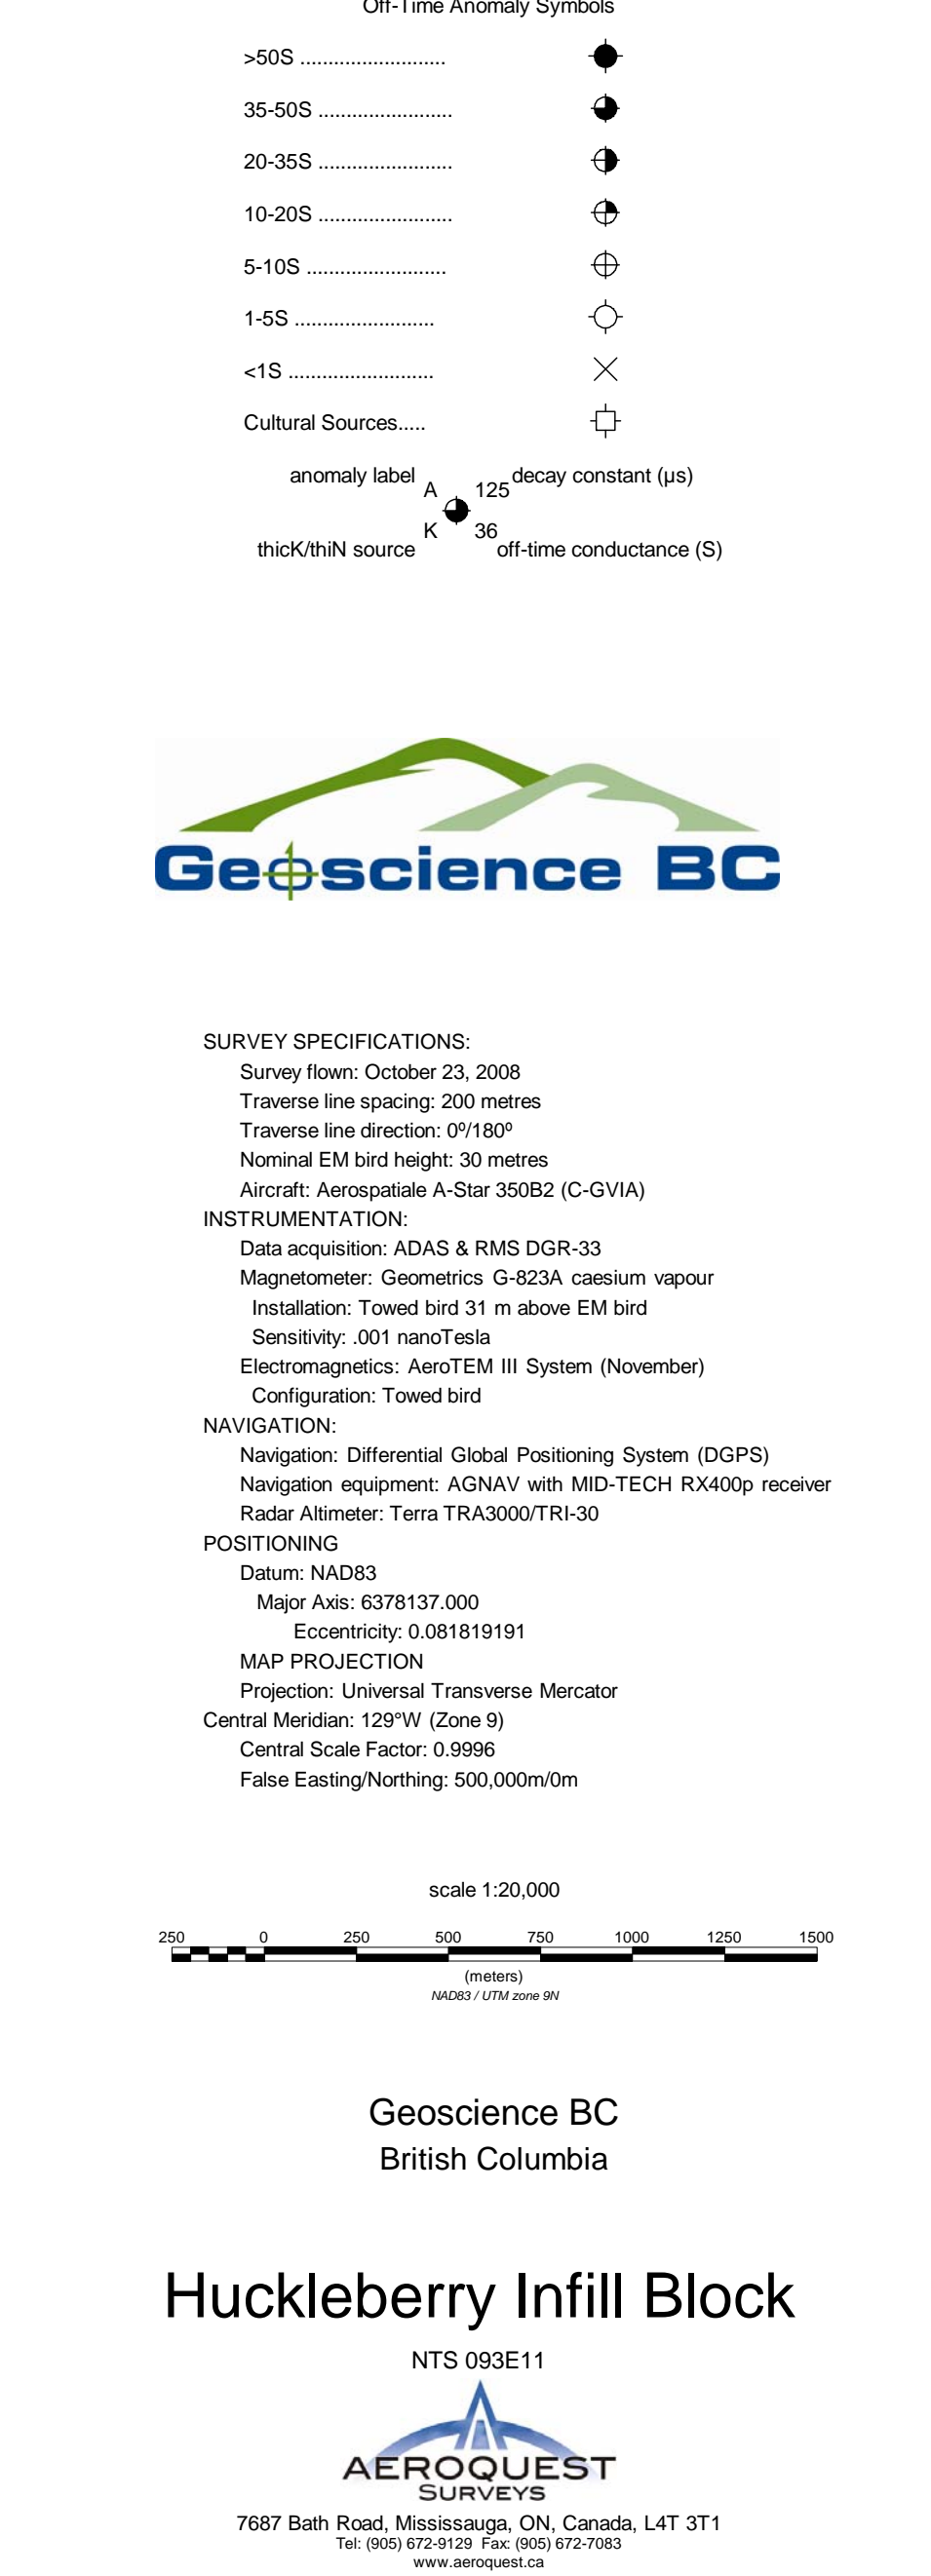 Off-Time Anomaly Symbols
>50S ..........................
35-50S ........................
20-35S ........................
10-20S ........................
5-10S .........................
1-5S .........................
<1S ..........................
Cultural Sources.....
anomaly label A 125 decay constant (µs)
thicK/thiN source K 36 off-time conductance (S)
Geoscience BC
SURVEY SPECIFICATIONS:
Survey flown: October 23, 2008
Traverse line spacing: 200 metres
Traverse line direction: 0º/180º
Nominal EM bird height: 30 metres
Aircraft: Aerospatiale A-Star 350B2 (C-GVIA)
INSTRUMENTATION:
Data acquisition: ADAS & RMS DGR-33
Magnetometer: Geometrics G-823A caesium vapour
Installation: Towed bird 31 m above EM bird
Sensitivity: .001 nanoTesla
Electromagnetics: AeroTEM III System (November)
Configuration: Towed bird
NAVIGATION:
Navigation: Differential Global Positioning System (DGPS)
Navigation equipment: AGNAV with MID-TECH RX400p receiver
Radar Altimeter: Terra TRA3000/TRI-30
POSITIONING
Datum: NAD83
Major Axis: 6378137.000
Eccentricity: 0.081819191
MAP PROJECTION
Projection: Universal Transverse Mercator
Central Meridian: 129°W (Zone 9)
Central Scale Factor: 0.9996
False Easting/Northing: 500,000m/0m
scale 1:20,000
250 0 250 500 750 1000 1250 1500
(meters)
NAD83 / UTM zone 9N
Geoscience BC
British Columbia
Huckleberry Infill Block
NTS 093E11
AEROQUEST
SURVEYS
7687 Bath Road, Mississauga, ON, Canada, L4T 3T1
Tel: (905) 672-9129 Fax: (905) 672-7083
www.aeroquest.ca